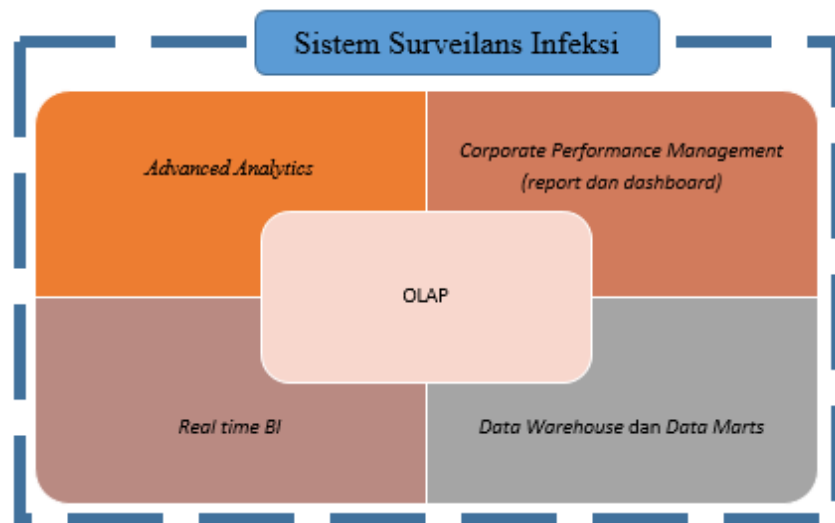 Sistem Surveilans Infeksi
Advanced Analytics
Corporate Performance Management
(report dan dashboard)
OLAP
Real time BI
Data Warehouse dan Data Marts